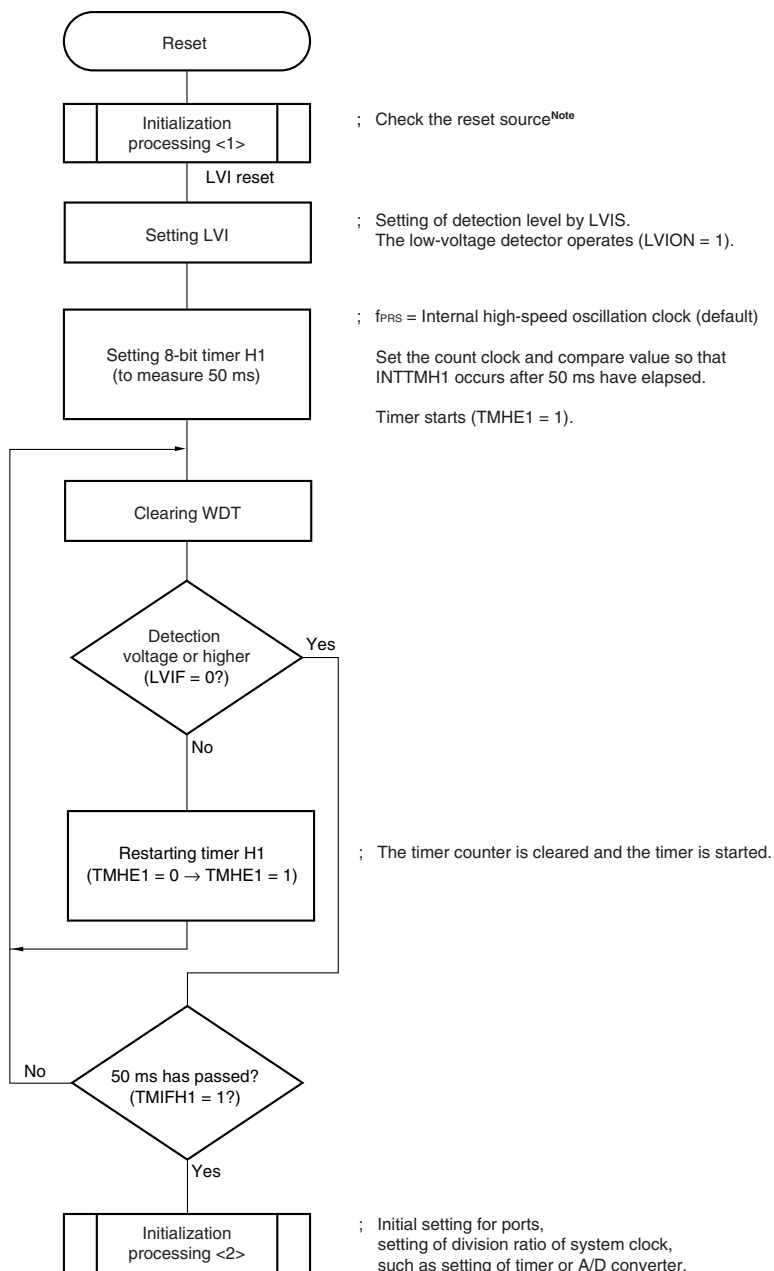 Reset
Initialization
processing <1>
; Check the reset sourceNote
LVI reset
Setting LVI
; Setting of detection level by LVIS.
The low-voltage detector operates (LVION = 1).
Setting 8-bit timer H1
(to measure 50 ms)
; fPRS = Internal high-speed oscillation clock (default)
Set the count clock and compare value so that
INTTMH1 occurs after 50 ms have elapsed.
Timer starts (TMHE1 = 1).
Clearing WDT
Detection
voltage or higher
(LVIF = 0?)
Yes
No
Restarting timer H1
(TMHE1 = 0 → TMHE1 = 1)
; The timer counter is cleared and the timer is started.
No
50 ms has passed?
(TMIFH1 = 1?)
Yes
Initialization
processing <2>
; Initial setting for ports,
setting of division ratio of system clock,
such as setting of timer or A/D converter.